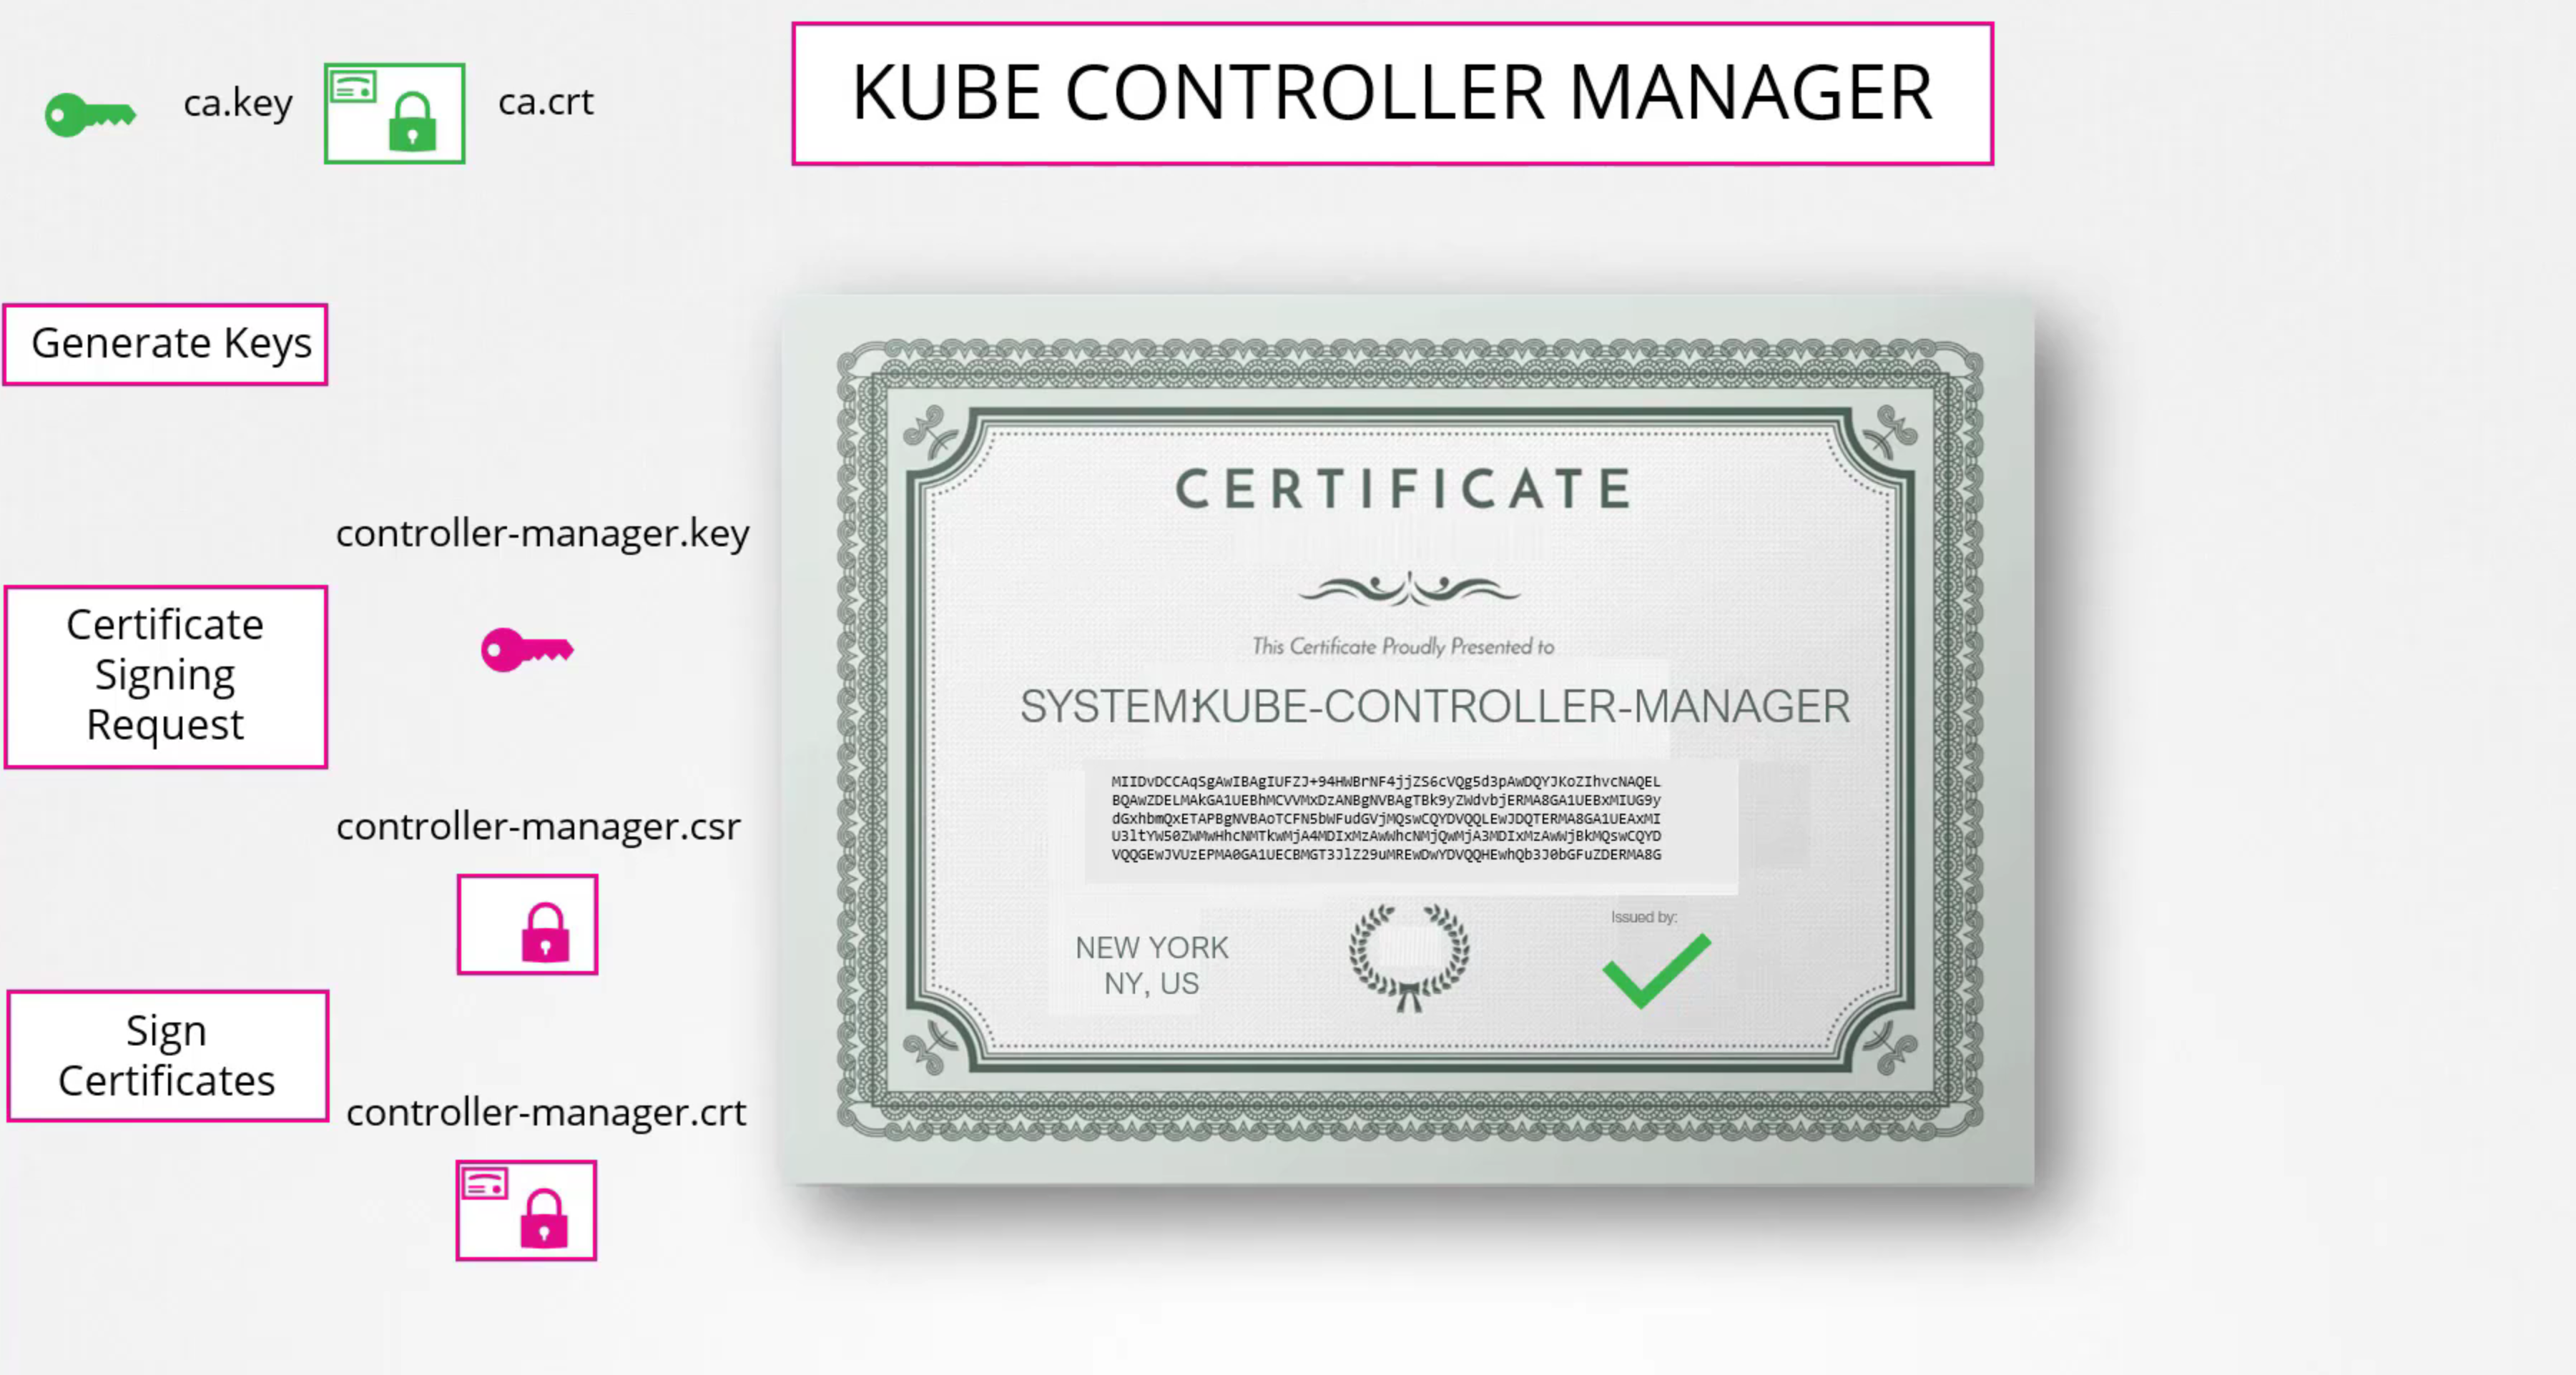 ca.key
ca.crt
KUBE CONTROLLER MANAGER
Generate Keys
controller-manager.key
Certificate
Signing
Request
controller-manager.csr
Sign
Certificates
controller-manager.crt
CERTIFICATE
This Certificate Proudly Presented to
SYSTEM:KUBE-CONTROLLER-MANAGER
MIIDvDCCAqSgAwIBAgIUFZJ+94HWBrNF4jjZS6cVQg5d3pAwDQYJKoZIhvcNAQEL
BQAwZDELMAkGA1UEBhMCVVMxDzANBgNVBAgTBk9yZWdvbjERMA8GA1UEBxMIUG9y
dGxhbmQxETAPBgNVBAoTCFN5bWFudGVjMQswCQYDVQQLEwJDQTERMA8GA1UEAxMI
U3ltYW50ZWMwHhcNMTkwMjA4MDIxMzAwWhcNMjQwMjA3MDIxMzAwWjBkMQswCQYD
VQQGEwJVUzEPMA0GA1UECBMGT3JlZ29uMREwDwYDVQQHEwhQb3J0bGFuZDERMA8G
NEW YORK
NY, US
Issued by: